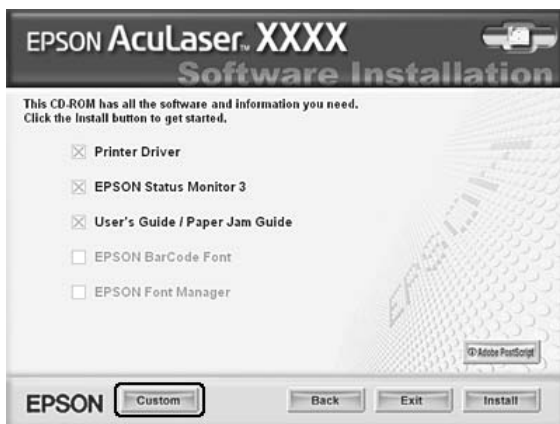 EPSON AcuLaser™ XXXX
Software Installation
This CD-ROM has all the software and information you need.
Click the Install button to get started.
Printer Driver
EPSON Status Monitor 3
User's Guide / Paper Jam Guide
EPSON BarCode Font
EPSON Font Manager
EPSON
Adobe PostScript
EPSON
Custom
Back
Exit
Install